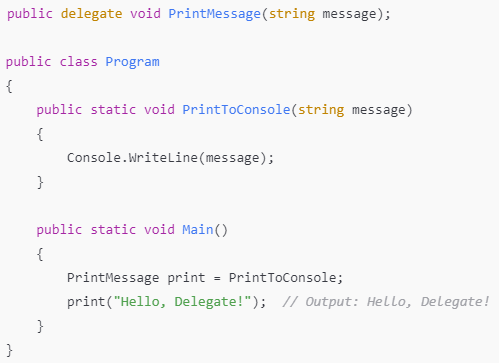 public delegate void PrintMessage(string message);

public class Program
{
    public static void PrintToConsole(string message)
    {
        Console.WriteLine(message);
    }

    public static void Main()
    {
        PrintMessage print = PrintToConsole;
        print("Hello, Delegate!");  // Output: Hello, Delegate!
    }
}